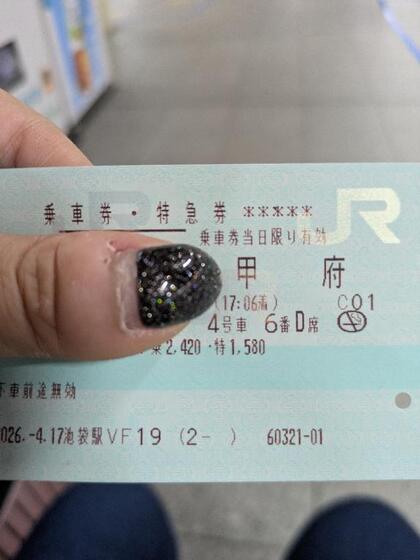 乗車券・特急券 *****
JR
乗車券当日限り有効
甲府
(17:06着) C01
4号車 6番D席
2,420・特1,580
下車前途無効
2026.-4.17池袋駅VF19 (2- ) 60321-01